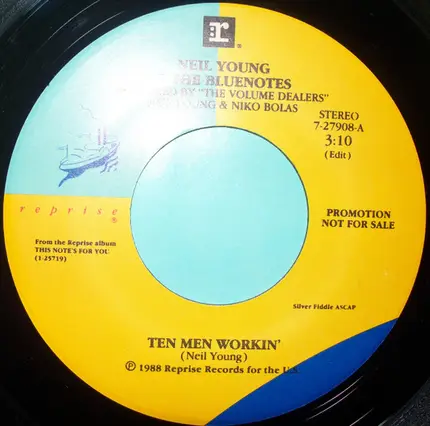 r
NEIL YOUNG
THE BLUENOTES
BY "THE VOLUME DEALERS"
YOUNG & NIKO BOLAS
STEREO
7-27908-A
3:10
(Edit)
reprise
PROMOTION
NOT FOR SALE
From the Reprise album
THIS NOTE'S FOR YOU
(1-25719)
Silver Fiddle ASCAP
TEN MEN WORKIN'
(Neil Young)
℗ 1988 Reprise Records for the U.S.